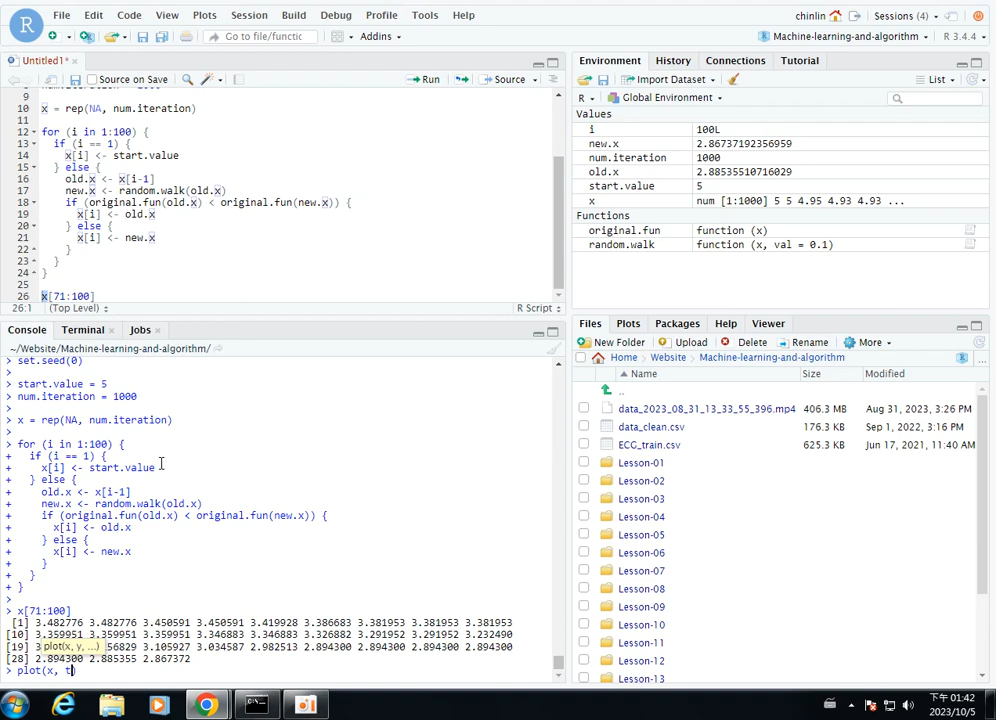 File Edit Code View Plots Session Build Debug Profile Tools Help
chinlin Sessions (4)
R
Go to file/functic Addins
Machine-learning-and-algorithm R 3.4.4
Untitled1*
Source on Save Run Source
9
10 x = rep(NA, num.iteration)
11
12 for (i in 1:100) {
13 if (i == 1) {
14 x[i] <- start.value
15 } else {
16 old.x <- x[i-1]
17 new.x <- random.walk(old.x)
18 if (original.fun(old.x) < original.fun(new.x)) {
19 x[i] <- old.x
20 } else {
21 x[i] <- new.x
22 }
23 }
24 }
25
26 x[71:100]
26:1 (Top Level) R Script
Console Terminal Jobs
~/Website/Machine-learning-and-algorithm/
> set.seed(0)
>
> start.value = 5
> num.iteration = 1000
>
> x = rep(NA, num.iteration)
>
> for (i in 1:100) {
+ if (i == 1) {
+ x[i] <- start.value
+ } else {
+ old.x <- x[i-1]
+ new.x <- random.walk(old.x)
+ if (original.fun(old.x) < original.fun(new.x)) {
+ x[i] <- old.x
+ } else {
+ x[i] <- new.x
+ }
+ }
+ }
>
> x[71:100]
[1] 3.482776 3.482776 3.450591 3.450591 3.419928 3.386683 3.381953 3.381953 3.381953
[10] 3.359951 3.359951 3.359951 3.346883 3.346883 3.326882 3.291952 3.291952 3.232490
[19] 3 plot(x, y, ...) 56829 3.105927 3.034587 2.982513 2.894300 2.894300 2.894300 2.894300
[28] 2.894300 2.885355 2.867372
> plot(x, t)
Environment History Connections Tutorial
Import Dataset List
R Global Environment
Values
i 100L
new.x 2.86737192356959
num.iteration 1000
old.x 2.88535510716029
start.value 5
x num [1:1000] 5 5 4.95 4.93 4.93 ...
Functions
original.fun function (x)
random.walk function (x, val = 0.1)
Files Plots Packages Help Viewer
New Folder Upload Delete Rename More
Home Website Machine-learning-and-algorithm
Name Size Modified
..
data_2023_08_31_13_33_55_396.mp4 406.3 MB Aug 31, 2023, 3:26 PM
data_clean.csv 176.3 KB Sep 1, 2022, 3:16 PM
ECG_train.csv 625.3 KB Jun 17, 2021, 11:40 AM
Lesson-01
Lesson-02
Lesson-03
Lesson-04
Lesson-05
Lesson-06
Lesson-07
Lesson-08
Lesson-09
Lesson-10
Lesson-11
Lesson-12
Lesson-13
下午 01:42
2023/10/5